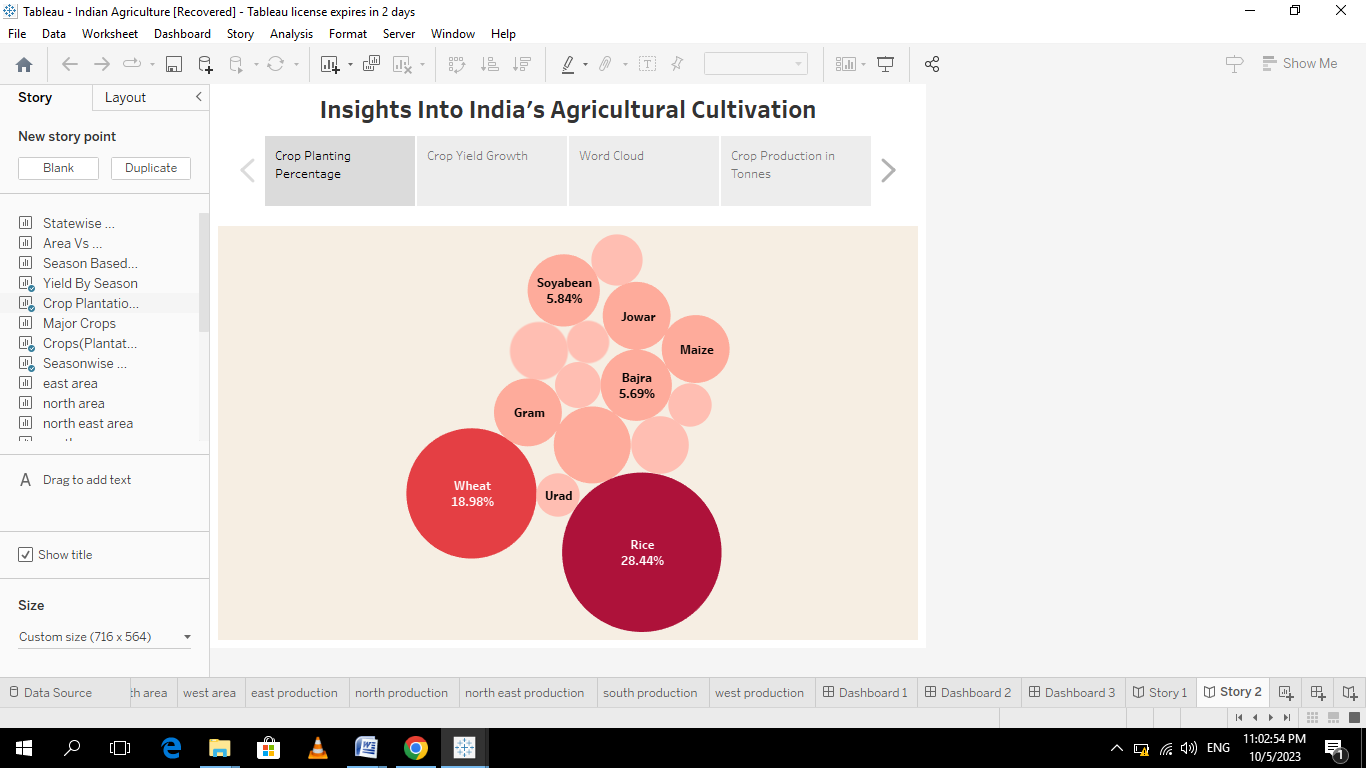 Tableau - Indian Agriculture [Recovered] - Tableau license expires in 2 days
File Data Worksheet Dashboard Story Analysis Format Server Window Help
Show Me
Story Layout
New story point
Blank Duplicate
Statewise ...
Area Vs ...
Season Based...
Yield By Season
Crop Plantatio...
Major Crops
Crops(Plantat...
Seasonwise ...
east area
north area
north east area
A Drag to add text
Show title
Size
Custom size (716 x 564)
Insights Into India’s Agricultural Cultivation
Crop Planting
Percentage
Crop Yield Growth
Word Cloud
Crop Production in
Tonnes
Soyabean
5.84%
Jowar
Maize
Bajra
5.69%
Gram
Wheat
18.98%
Urad
Rice
28.44%
Data Source th area west area east production north production north east production south production west production Dashboard 1 Dashboard 2 Dashboard 3 Story 1 Story 2
ENG
11:02:54 PM
10/5/2023
1